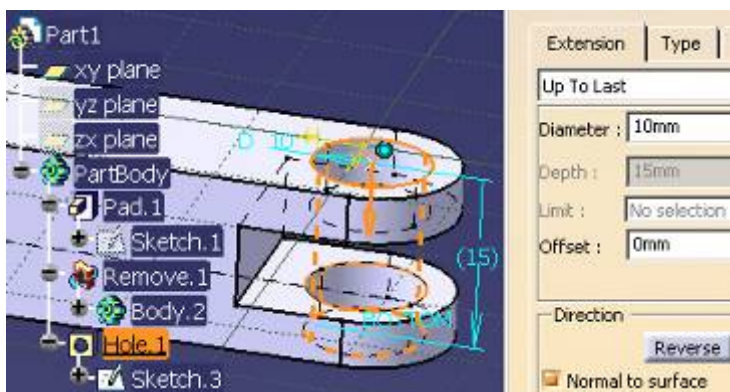 Part1
xy plane
yz plane
zx plane
PartBody
Pad.1
Sketch.1
Remove.1
Body.2
Hole.1
Sketch.3
D 10
(15)
BOTTOM
Extension Type
Up To Last
Diameter : 10mm
Depth : 15mm
Limit : No selection
Offset : 0mm
Direction
Reverse
Normal to surface